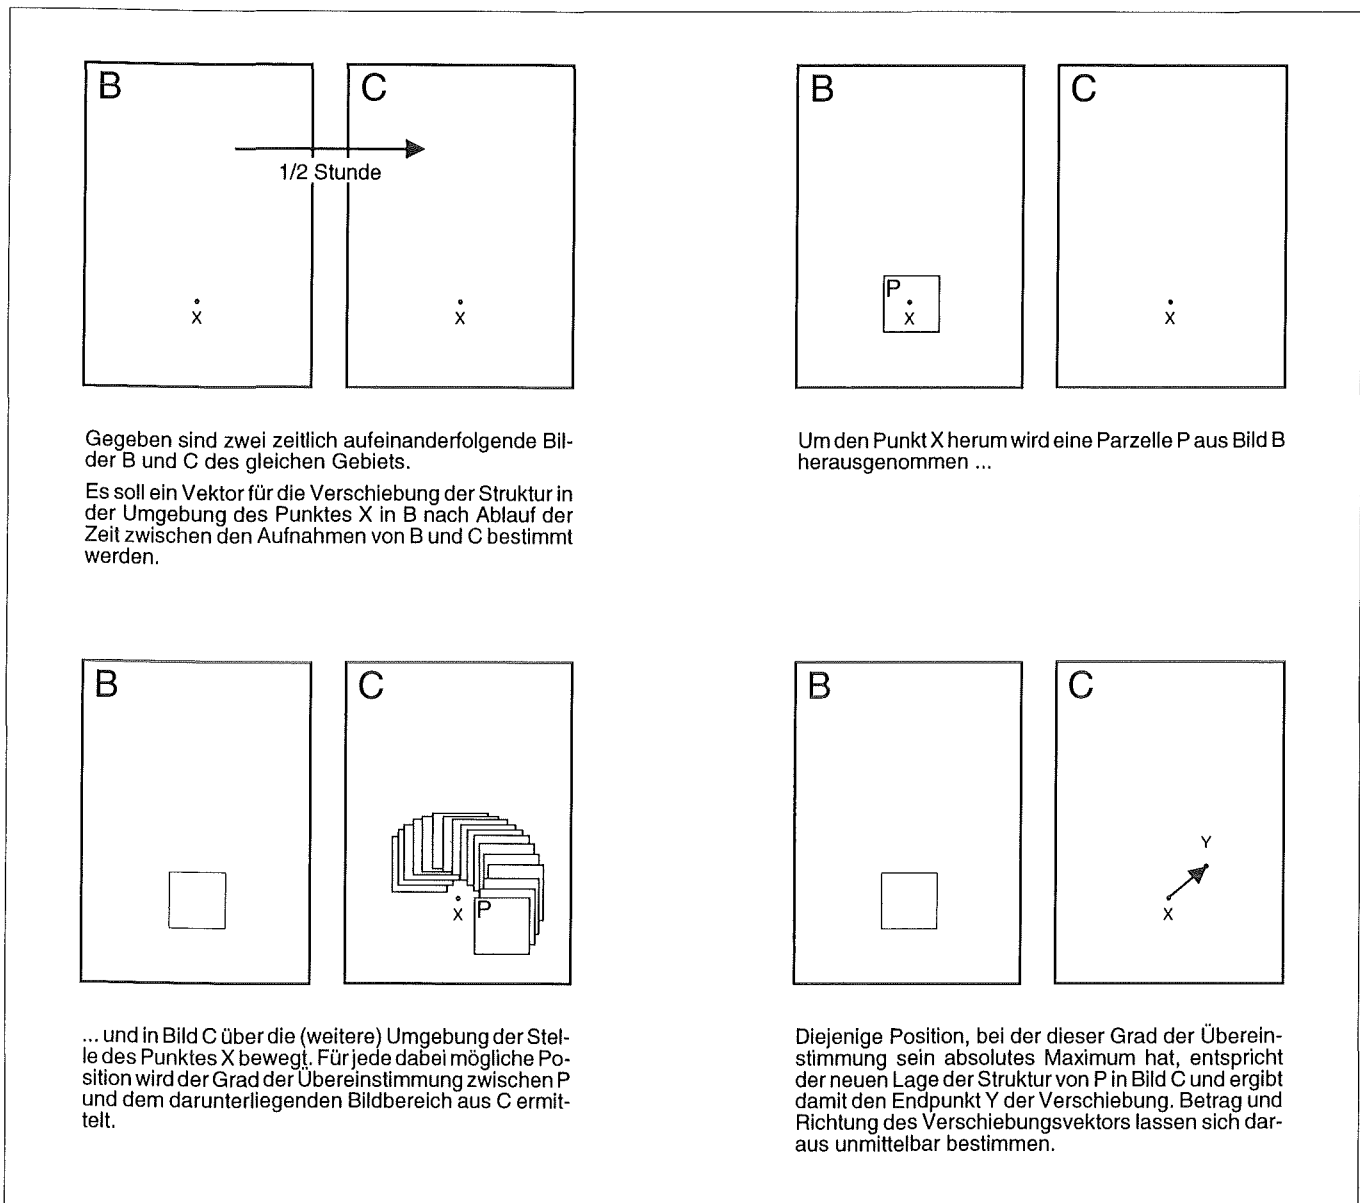 B
C
1/2 Stunde
X
X
Gegeben sind zwei zeitlich aufeinanderfolgende Bil-
der B und C des gleichen Gebiets.
Es soll ein Vektor für die Verschiebung der Struktur in
der Umgebung des Punktes X in B nach Ablauf der
Zeit zwischen den Aufnahmen von B und C bestimmt
werden.
B
C
P
X
X
Um den Punkt X herum wird eine Parzelle P aus Bild B
herausgenommen ...
B
C
X
P
... und in Bild C über die (weitere) Umgebung der Stel-
le des Punktes X bewegt. Für jede dabei mögliche Po-
sition wird der Grad der Übereinstimmung zwischen P
und dem darunterliegenden Bildbereich aus C ermit-
telt.
B
C
Y
X
Diejenige Position, bei der dieser Grad der Überein-
stimmung sein absolutes Maximum hat, entspricht
der neuen Lage der Struktur von P in Bild C und ergibt
damit den Endpunkt Y der Verschiebung. Betrag und
Richtung des Verschiebungsvektors lassen sich dar-
aus unmittelbar bestimmen.